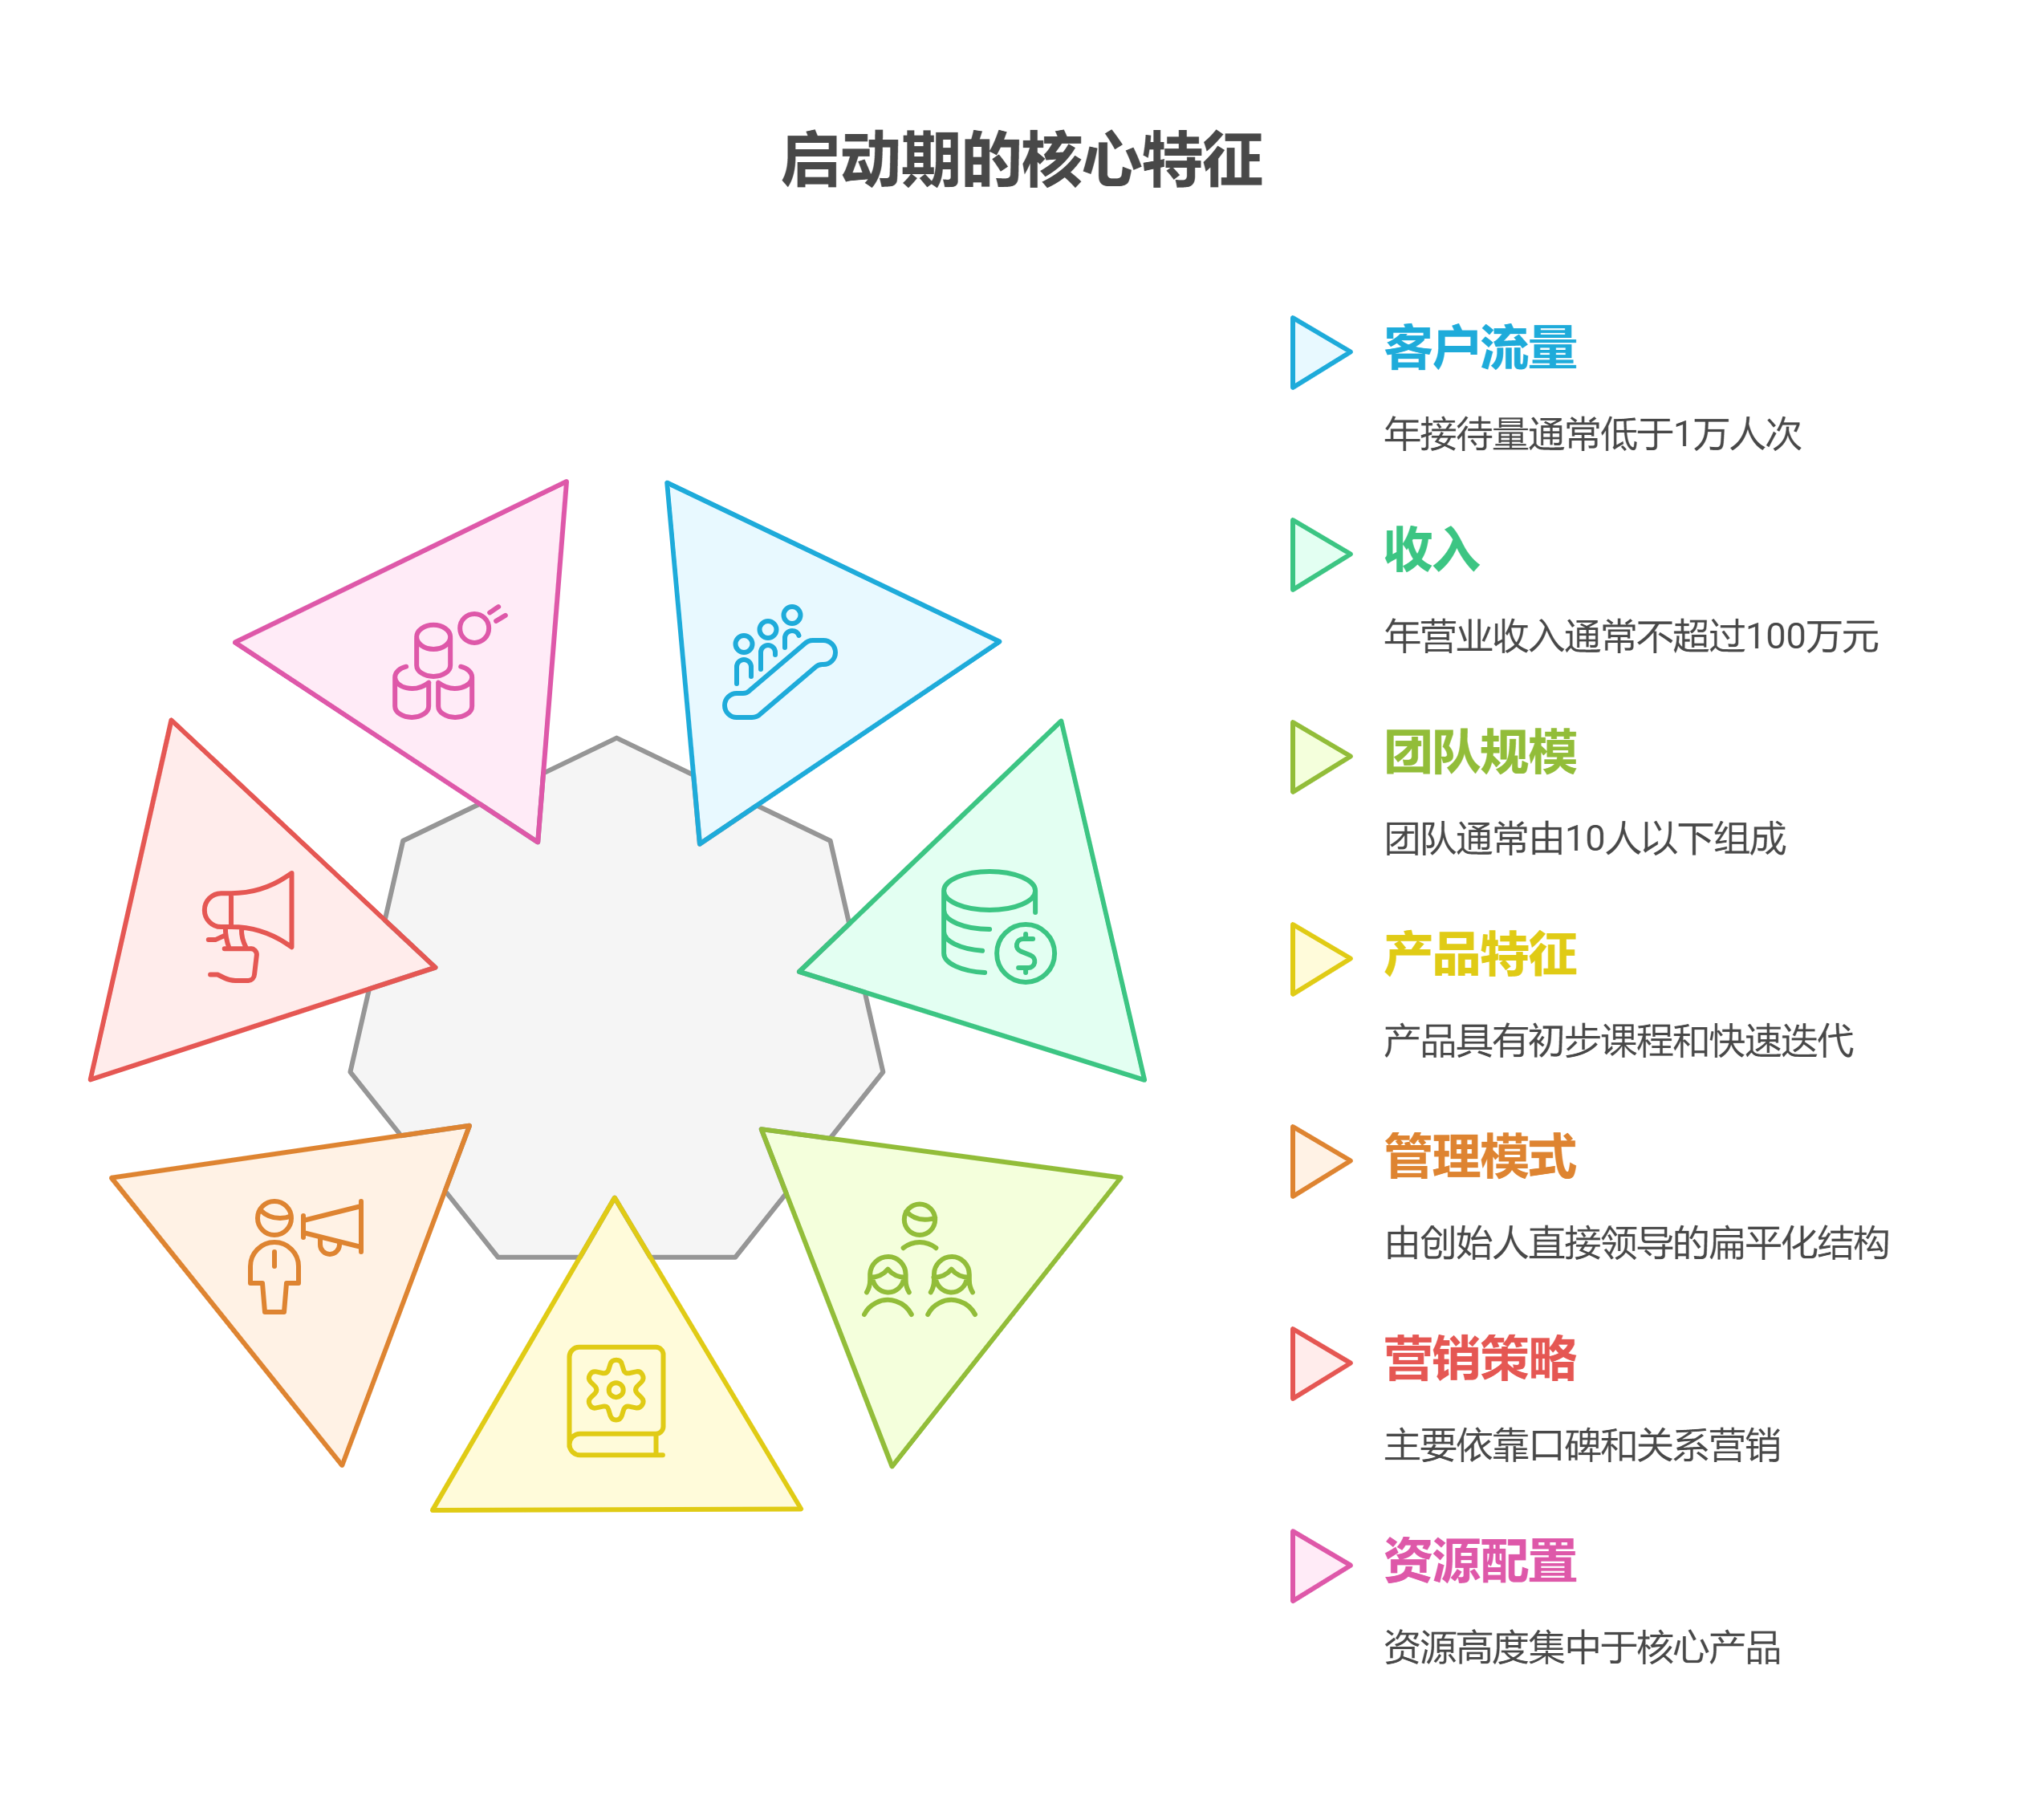 启动期的核心特征
客户流量
年接待量通常低于1万人次
收入
年营业收入通常不超过100万元
团队规模
团队通常由10人以下组成
产品特征
产品具有初步课程和快速迭代
管理模式
由创始人直接领导的扁平化结构
营销策略
主要依靠口碑和关系营销
资源配置
资源高度集中于核心产品
$